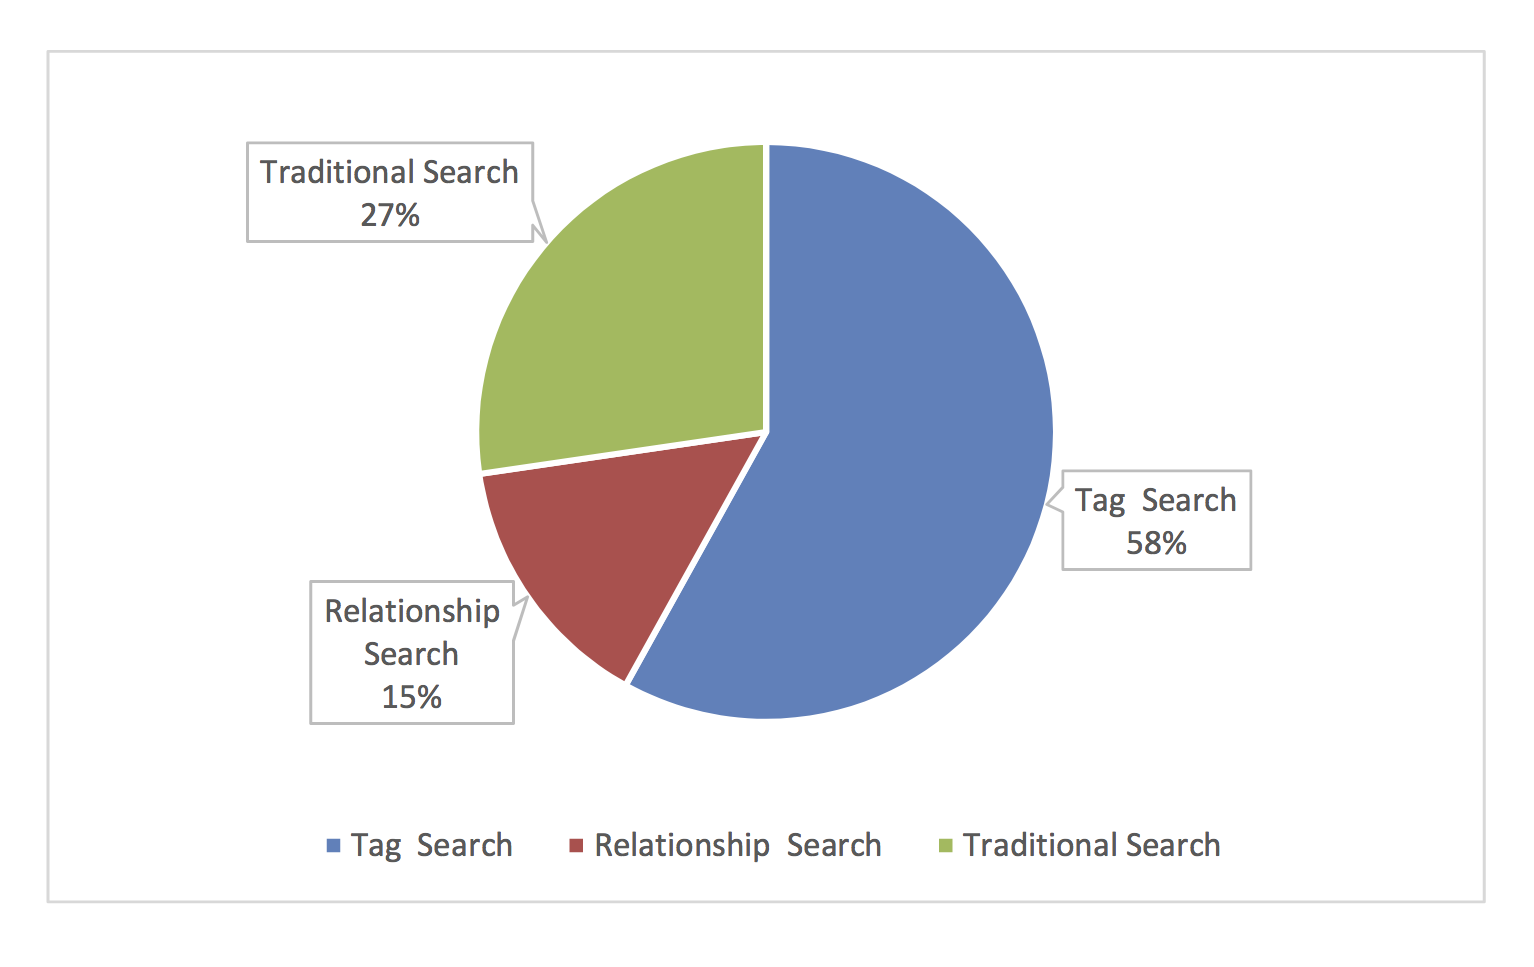 Traditional Search
27%
Tag  Search
58%
Relationship
Search
15%
Tag  Search
Relationship  Search
Traditional Search